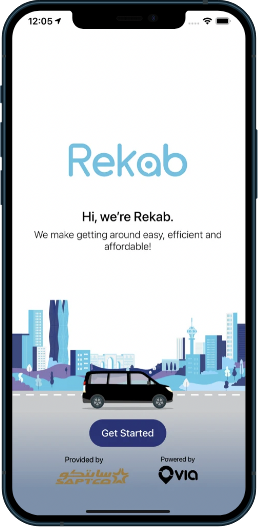 12:05
Rekab
Hi, we're Rekab.
We make getting around easy, efficient and
affordable!
Get Started
Provided by
سابتكو
SAPTCO
Powered by
via